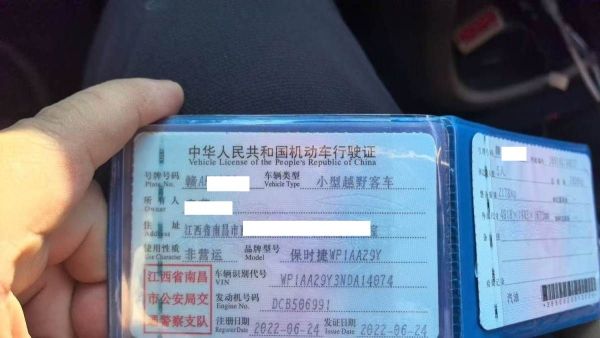 中华人民共和国机动车行驶证
Vehicle License of the People's Republic of China
号牌号码 赣A 车辆类型 小型越野客车
Plate No. Vehicle Type
所有人
Owner
住址 江西省南昌市
Address
使用性质 非营运 品牌型号 保时捷WP1AA29Y
Use Character Model
江西省南昌 车辆识别代号 WP1AA29Y3NDA14074
VIN
市公安局交 发动机号码 DCB506991
Engine No.
通警察支队 注册日期 2022-06-24 发证日期 2022-06-24
Register Date Issue Date
汽油